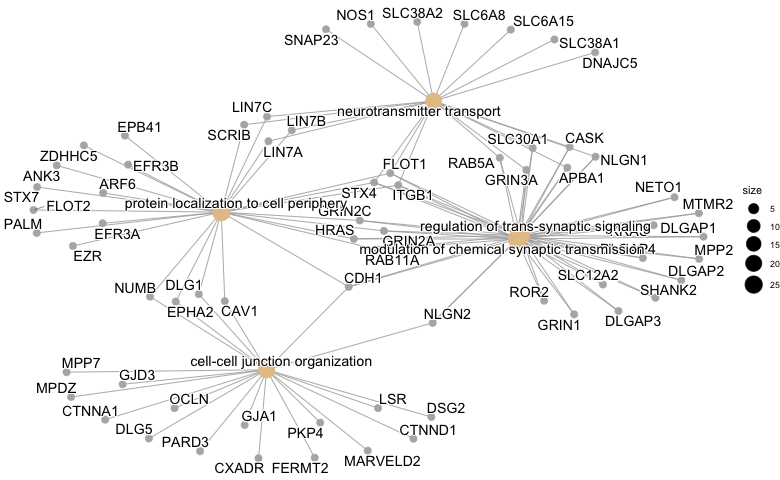 NOS1
SLC38A2
SLC6A8
SLC6A15
SNAP23
SLC38A1
DNAJC5
neurotransmitter transport
LIN7C
LIN7B
SCRIB
LIN7A
EPB41
ZDHHC5
EFR3B
ANK3
ARF6
STX7
FLOT2
PALM
EFR3A
EZR
protein localization to cell periphery
SLC30A1
CASK
FLOT1
RAB5A
NLGN1
GRIN3A
APBA1
STX4
ITGB1
GRIN2C
HRAS
GRIN2A
RAB11A
CDH1
NETO1
MTMR2
regulation of trans-synaptic signaling
DLGAP1
modulation of chemical synaptic transmission
MPP2
SLC12A2
DLGAP2
ROR2
SHANK2
GRIN1
DLGAP3
NLGN2
NUMB
DLG1
EPHA2
CAV1
cell-cell junction organization
MPP7
GJD3
MPDZ
OCLN
CTNNA1
GJA1
LSR
DSG2
DLG5
PKP4
CTNND1
PARD3
CXADR
FERMT2
MARVELD2
size
5
10
15
20
25